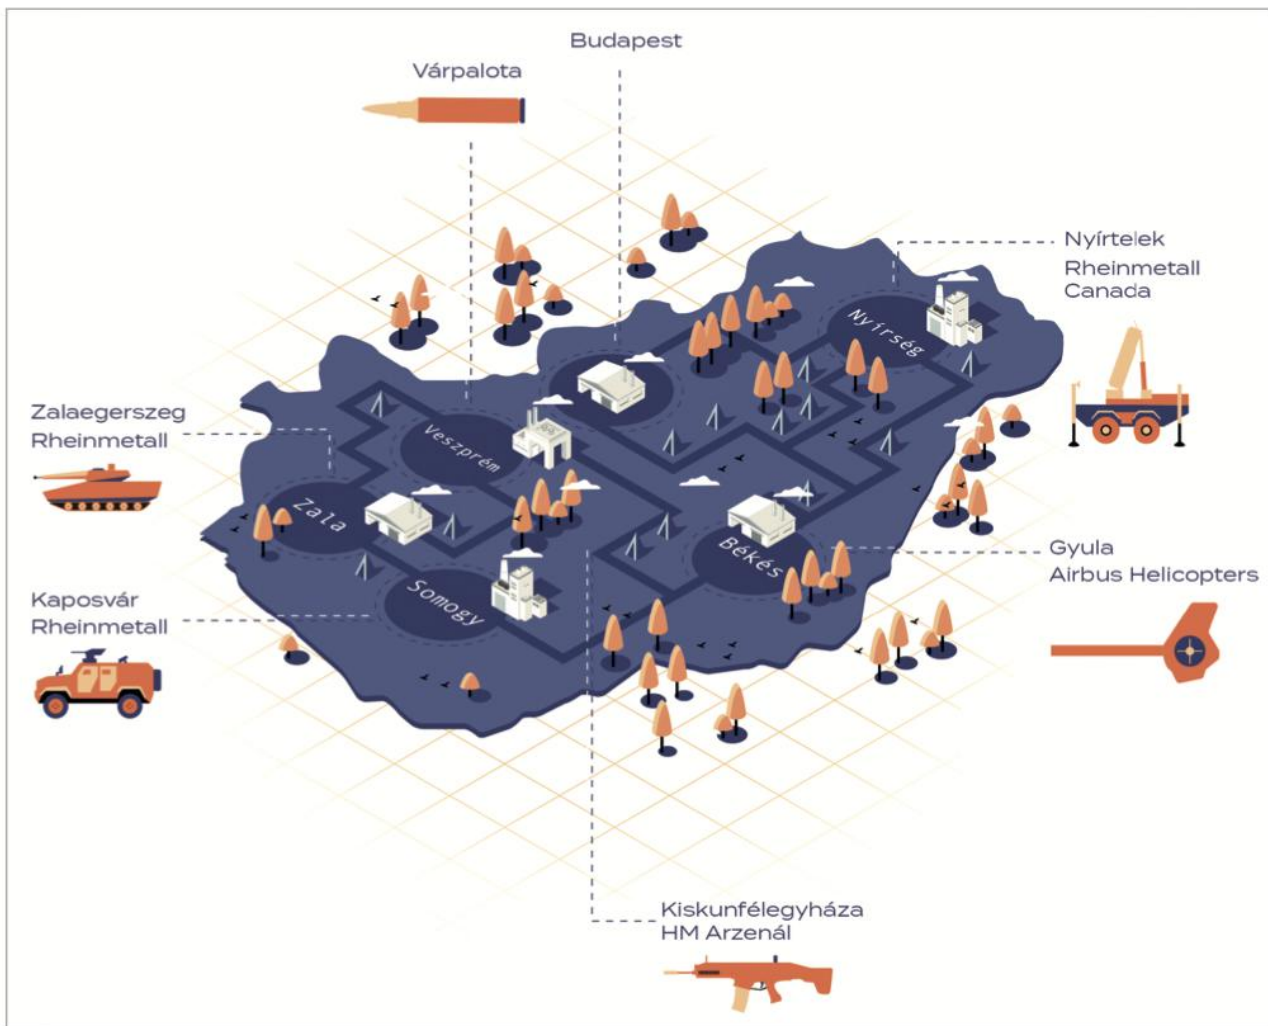 Budapest
Várpalota
Nyírtelek
Rheinmetall
Canada
Nyírség
Zalaegerszeg
Rheinmetall
Veszprém
Zala
Békés
Gyula
Airbus Helicopters
Kaposvár
Rheinmetall
Somogy
Kiskunfélegyháza
HM Arzenál